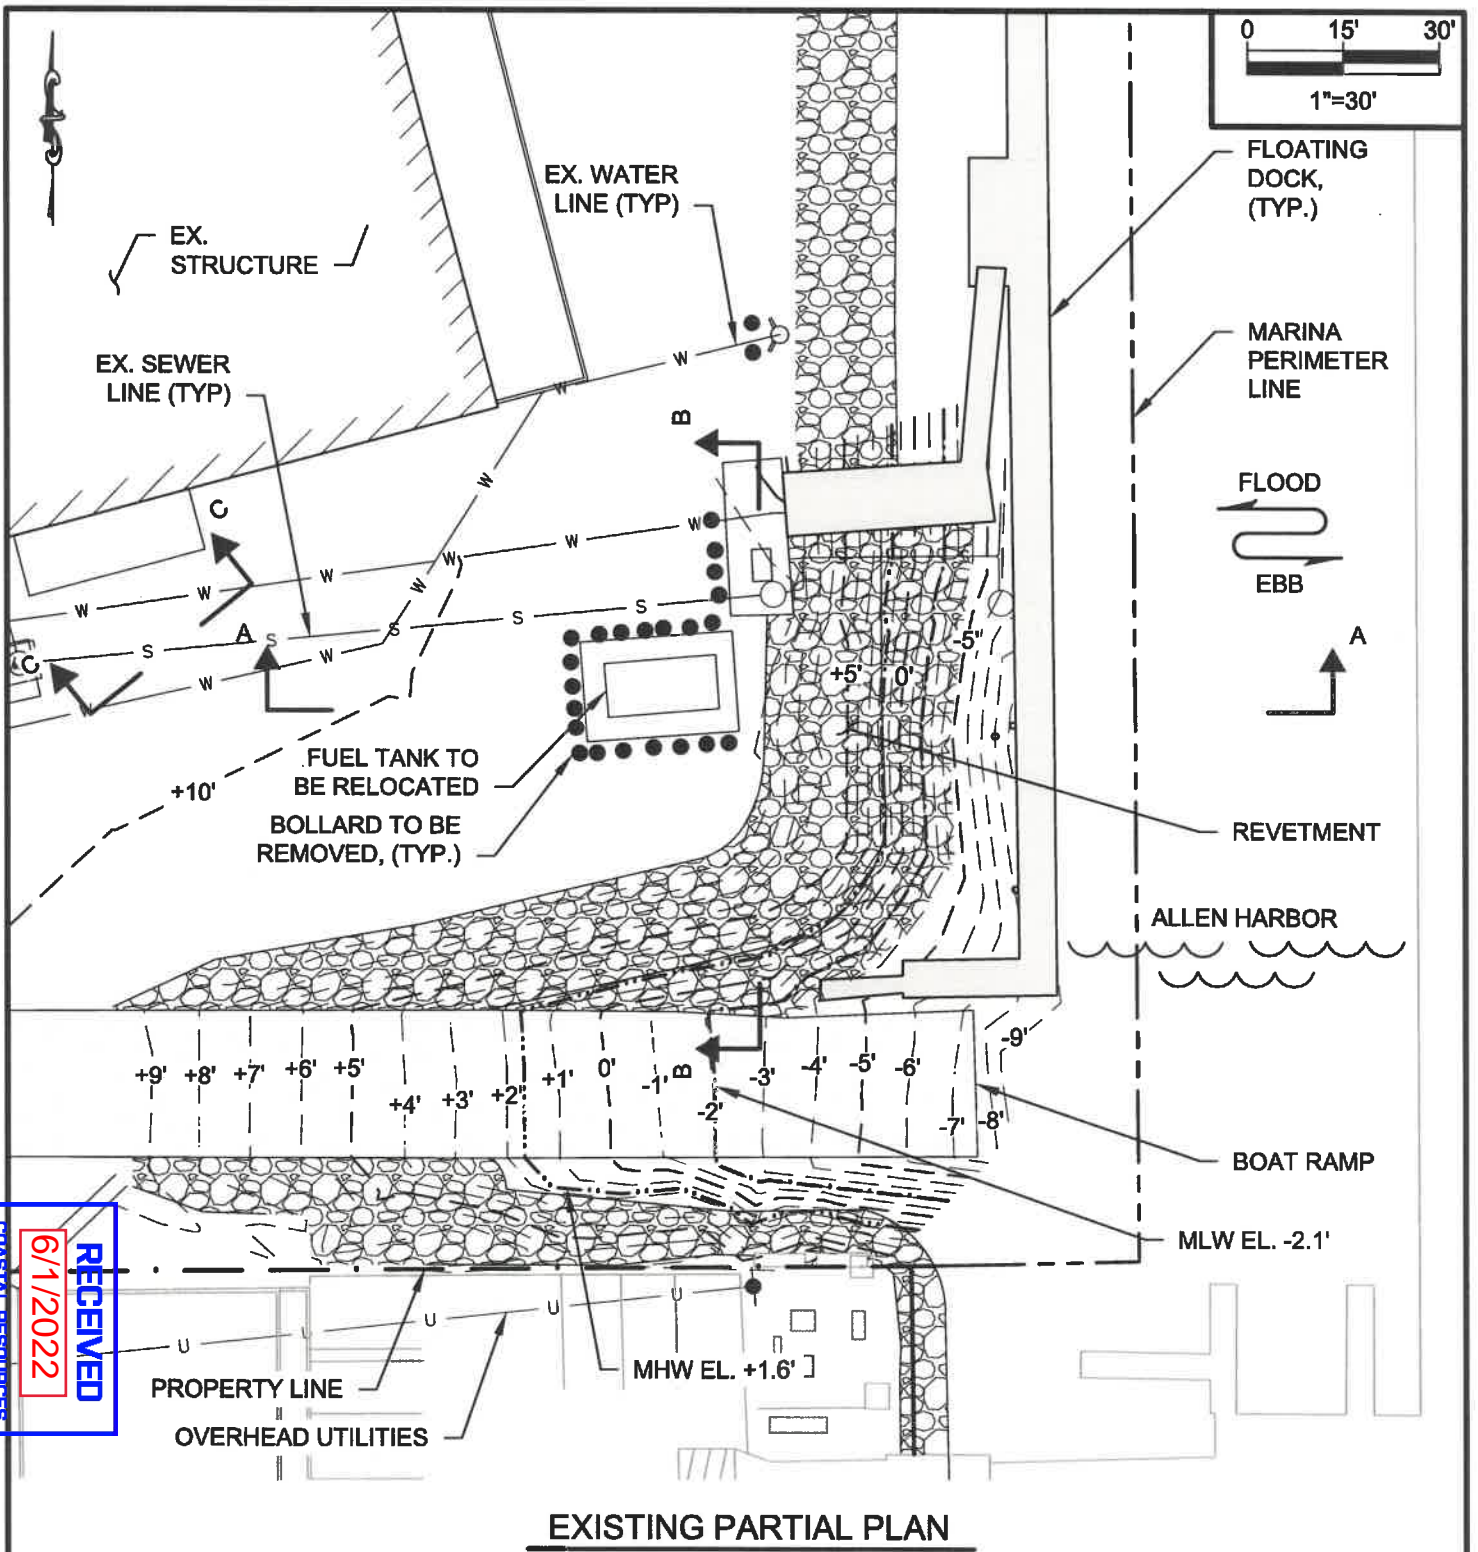 0 15' 30'
1"=30'
FLOATING
DOCK,
(TYP.)
EX. WATER
LINE (TYP)
EX.
STRUCTURE
MARINA
PERIMETER
LINE
EX. SEWER
LINE (TYP)
W
W
B
W
FLOOD
EBB
C
W
W
W
W
W
W
W
S
S
S
S
S
A
W
W
W
C
A
-5'
+5' 0'
FUEL TANK TO
BE RELOCATED
+10'
BOLLARD TO BE
REMOVED, (TYP.)
REVETMENT
ALLEN HARBOR
+9' +8' +7' +6' +5' +4' +3' +2' +1' 0' -1' B -2' -3' -4' -5' -6' -7' -8' -9'
BOAT RAMP
MLW EL. -2.1'
U
U
U
U
U
MHW EL. +1.6'
PROPERTY LINE
OVERHEAD UTILITIES
RECEIVED
6/1/2022
COASTAL RESOURCES
EXISTING PARTIAL PLAN